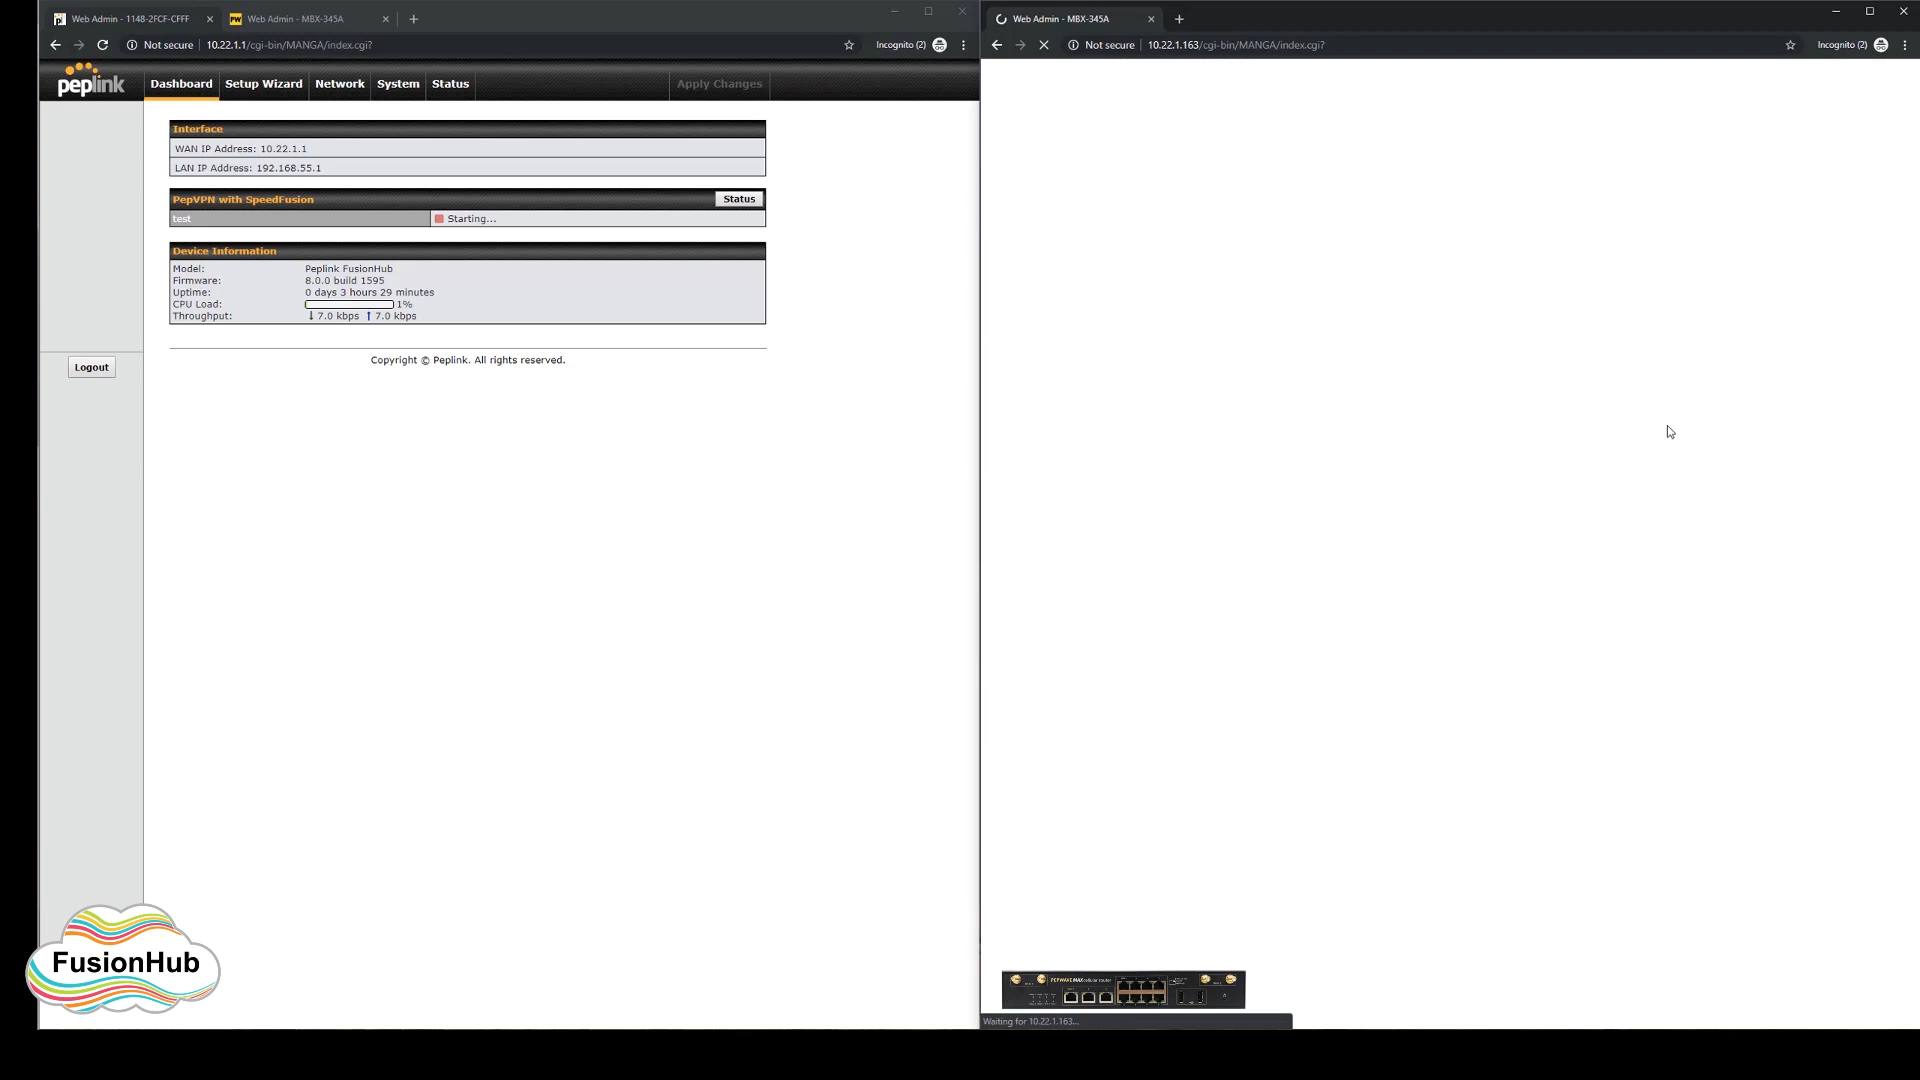 Web Admin - 1148-2FCF-CFFF
Web Admin - MBX-345A
Not secure
10.22.1.1/cgi-bin/MANGA/index.cgi?
Incognito (2)
peplink
Dashboard
Setup Wizard
Network
System
Status
Apply Changes
Interface
WAN IP Address: 10.22.1.1
LAN IP Address: 192.168.55.1
PepVPN with SpeedFusion
Status
test
Starting...
Device Information
Model: Peplink FusionHub
Firmware: 8.0.0 build 1595
Uptime: 0 days 3 hours 29 minutes
CPU Load: 1%
Throughput: 7.0 kbps 7.0 kbps
Copyright © Peplink. All rights reserved.
Logout
FusionHub
Web Admin - MBX-345A
Not secure
10.22.1.163/cgi-bin/MANGA/index.cgi?
Incognito (2)
PEPWAVE MAX cellular router
Waiting for 10.22.1.163...